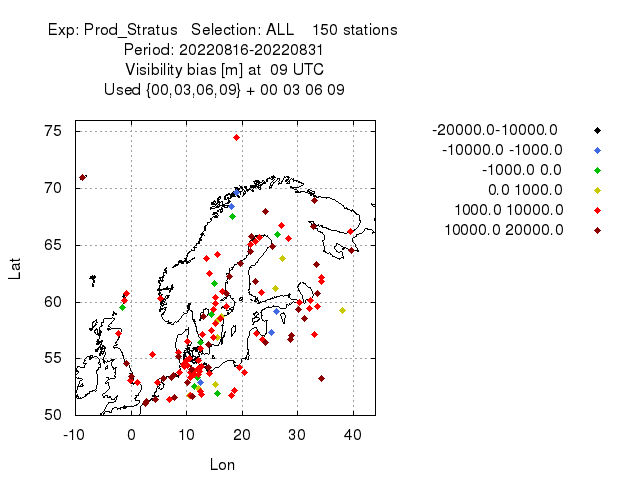 Exp: Prod_Stratus   Selection: ALL    150 stations
Period: 20220816-20220831
Visibility bias [m] at  09 UTC
Used {00,03,06,09} + 00 03 06 09
-20000.0-10000.0
-10000.0 -1000.0
-1000.0 0.0
0.0 1000.0
1000.0 10000.0
10000.0 20000.0
75
70
65
60
55
50
Lat
-10 0 10 20 30 40
Lon